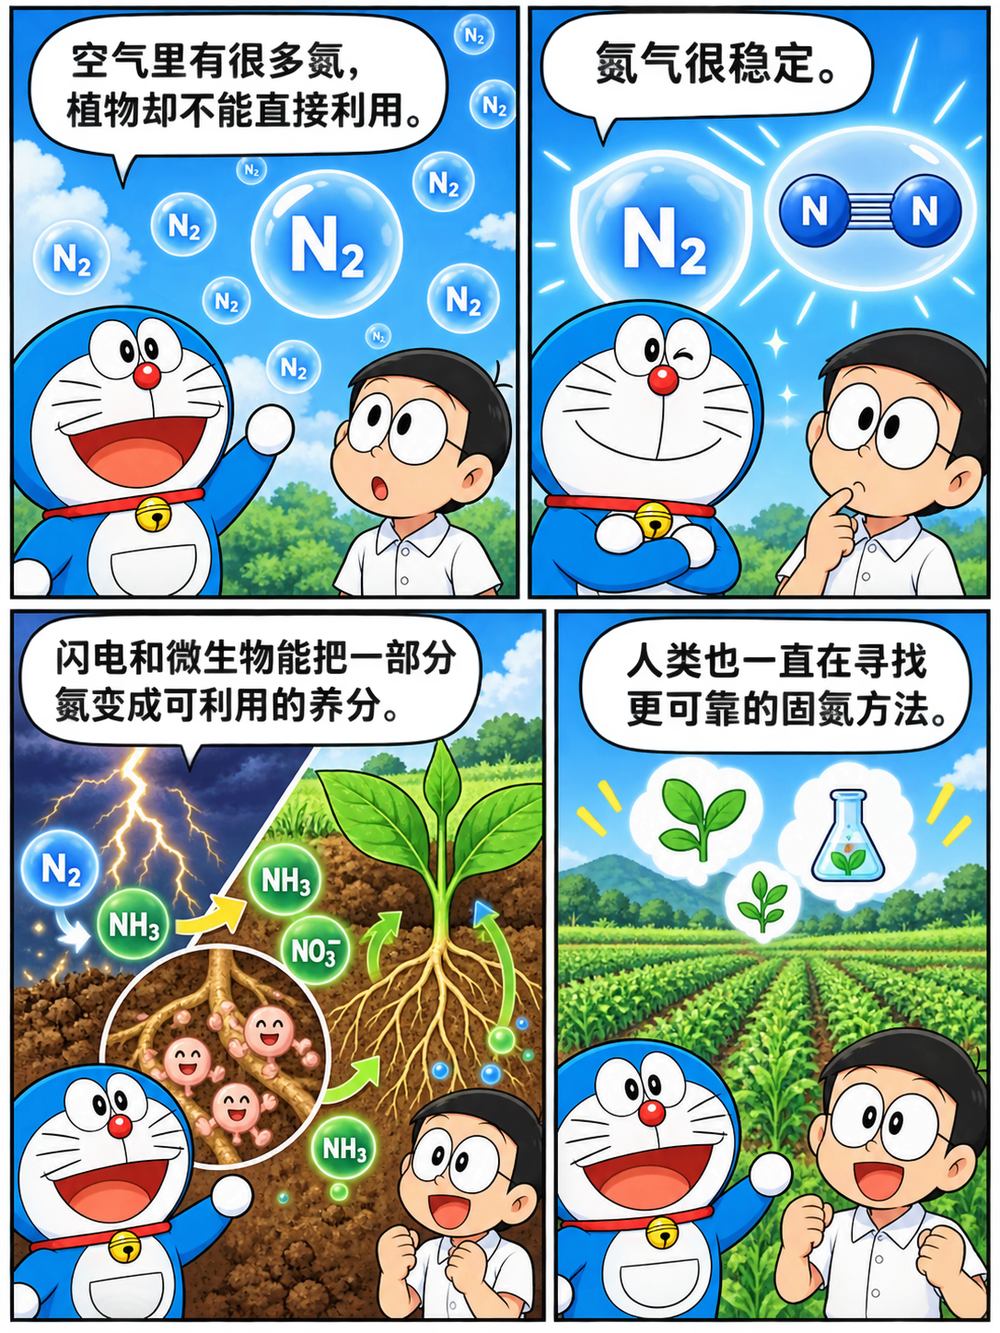 空气里有很多氮，
植物却不能直接利用。
N₂
N₂
N₂
N₂
N₂
N₂
N₂
N₂
N₂
N₂
N₂
氮气很稳定。
N₂
N N
闪电和微生物能把一部分
氮变成可利用的养分。
N₂
NH₃
NH₃
NO₃⁻
NH₃
人类也一直在寻找
更可靠的固氮方法。